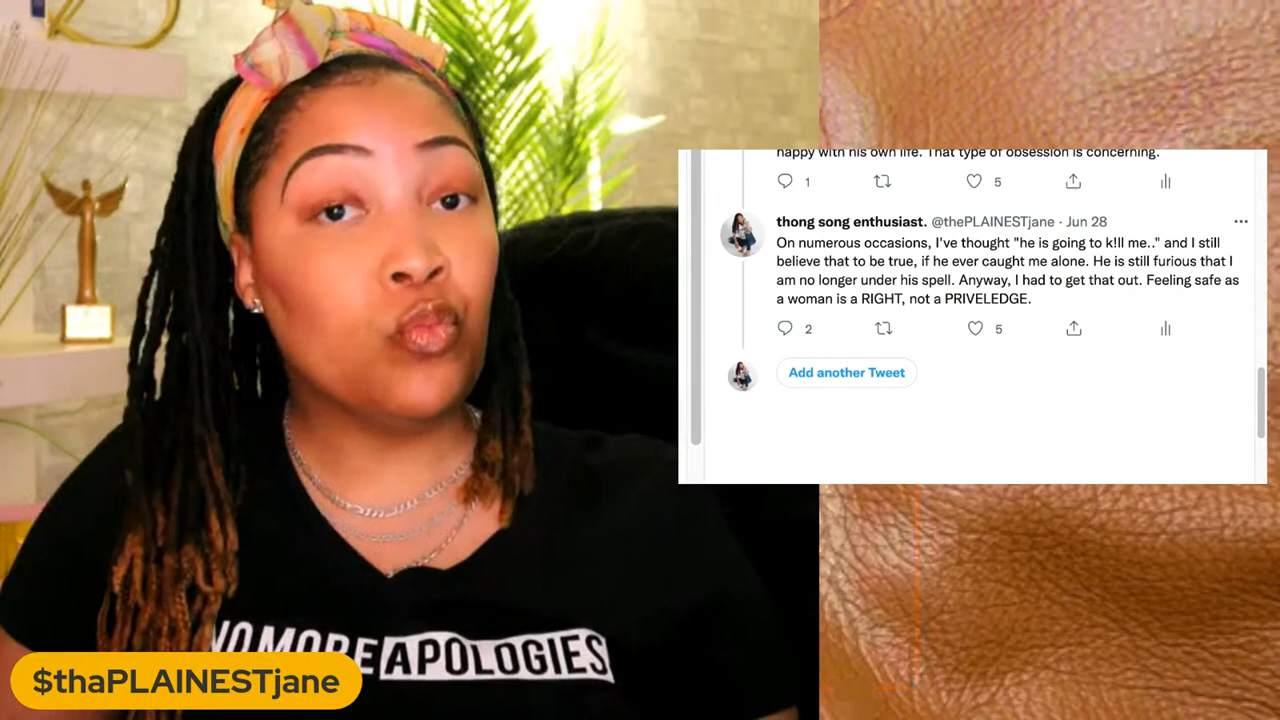 happy with his own life. That type of obsession is concerning.
1 5
thong song enthusiast. @thePLAINESTjane · Jun 28
On numerous occasions, I've thought "he is going to k!ll me.." and I still
believe that to be true, if he ever caught me alone. He is still furious that I
am no longer under his spell. Anyway, I had to get that out. Feeling safe as
a woman is a RIGHT, not a PRIVELEDGE.
2 5
Add another Tweet
NO MORE APOLOGIES
$thaPLAINESTjane